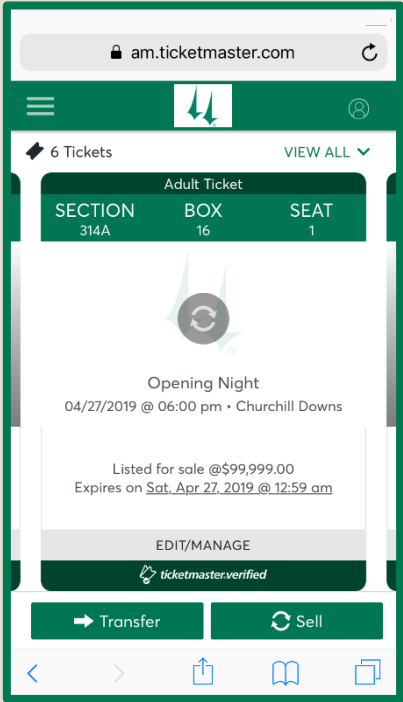 am.ticketmaster.com
6 Tickets
VIEW ALL
Adult Ticket
SECTION BOX SEAT
314A 16 1
Opening Night
04/27/2019 @ 06:00 pm • Churchill Downs
Listed for sale @$99,999.00
Expires on Sat, Apr 27, 2019 @ 12:59 am
EDIT/MANAGE
ticketmaster.verified
Transfer
Sell